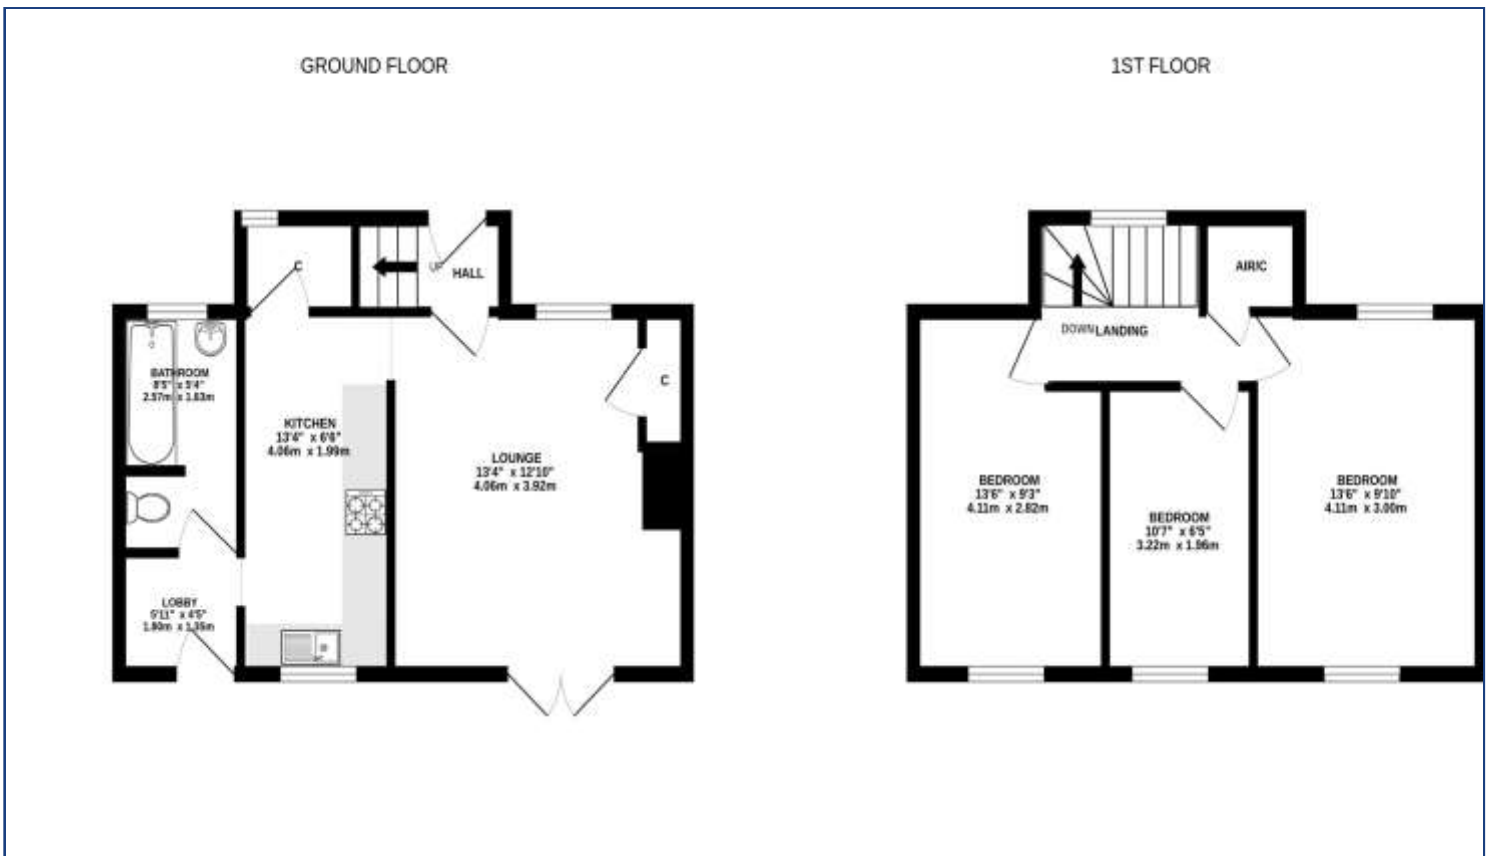 GROUND FLOOR
C
UP
HALL
BATHROOM
8'5" x 5'4"
2.57m x 1.63m
KITCHEN
13'4" x 6'6"
4.06m x 1.99m
C
LOUNGE
13'4" x 12'10"
4.06m x 3.92m
LOBBY
5'11" x 4'5"
1.80m x 1.35m
1ST FLOOR
AIR/C
DOWN
LANDING
BEDROOM
13'6" x 9'3"
4.11m x 2.82m
BEDROOM
10'7" x 6'5"
3.22m x 1.96m
BEDROOM
13'6" x 9'10"
4.11m x 3.00m